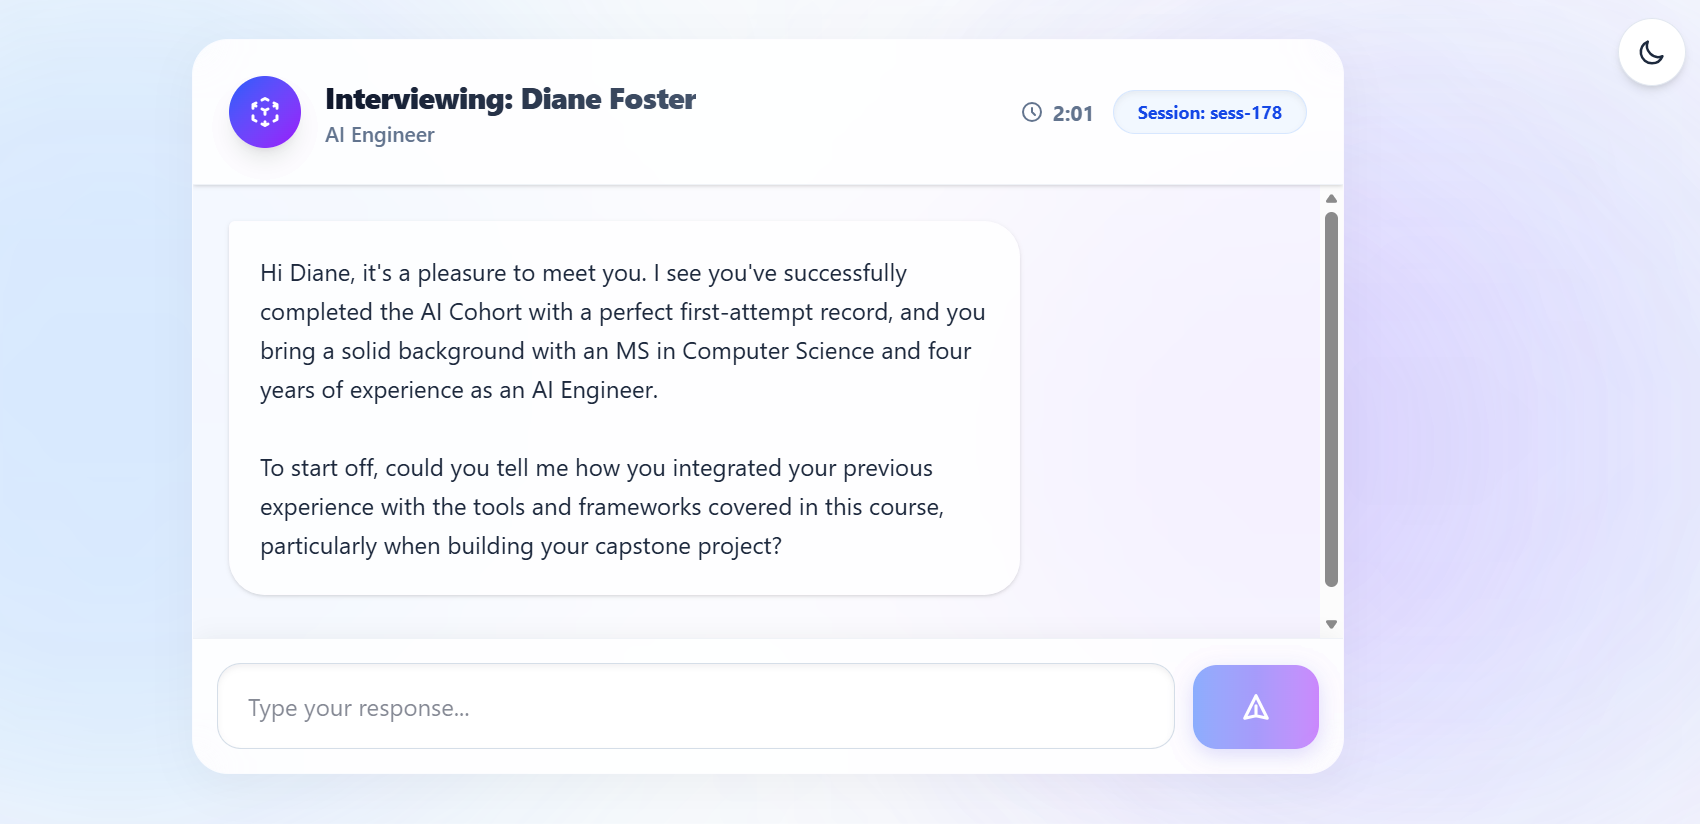 Interviewing: Diane Foster
AI Engineer
2:01
Session: sess-178
Hi Diane, it's a pleasure to meet you. I see you've successfully
completed the AI Cohort with a perfect first-attempt record, and you
bring a solid background with an MS in Computer Science and four
years of experience as an AI Engineer.
To start off, could you tell me how you integrated your previous
experience with the tools and frameworks covered in this course,
particularly when building your capstone project?
Type your response...